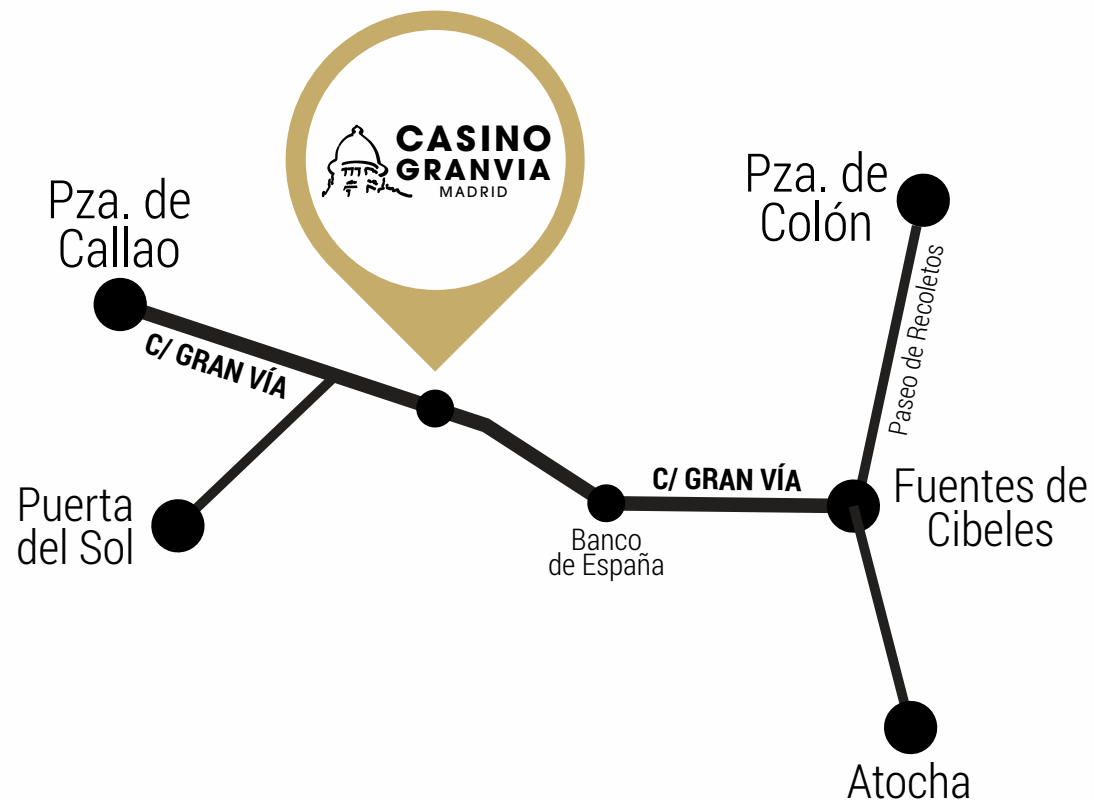 CASINO
GRANVIA
MADRID
Pza. de
Callao
Pza. de
Colón
C/ GRAN VÍA
Paseo de Recoletos
Puerta
del Sol
C/ GRAN VÍA
Banco
de España
Fuentes de
Cibeles
Atocha